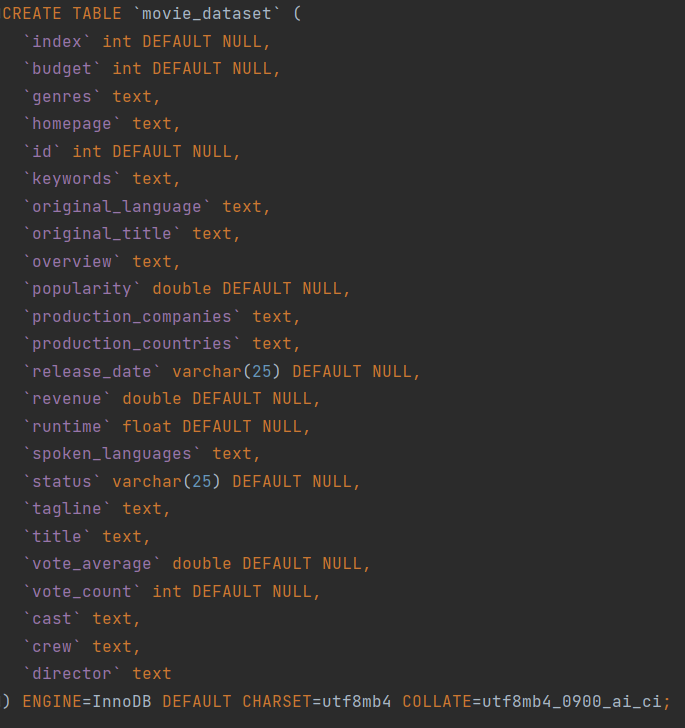 CREATE TABLE `movie_dataset` (
`index` int DEFAULT NULL,
`budget` int DEFAULT NULL,
`genres` text,
`homepage` text,
`id` int DEFAULT NULL,
`keywords` text,
`original_language` text,
`original_title` text,
`overview` text,
`popularity` double DEFAULT NULL,
`production_companies` text,
`production_countries` text,
`release_date` varchar(25) DEFAULT NULL,
`revenue` double DEFAULT NULL,
`runtime` float DEFAULT NULL,
`spoken_languages` text,
`status` varchar(25) DEFAULT NULL,
`tagline` text,
`title` text,
`vote_average` double DEFAULT NULL,
`vote_count` int DEFAULT NULL,
`cast` text,
`crew` text,
`director` text
) ENGINE=InnoDB DEFAULT CHARSET=utf8mb4 COLLATE=utf8mb4_0900_ai_ci;